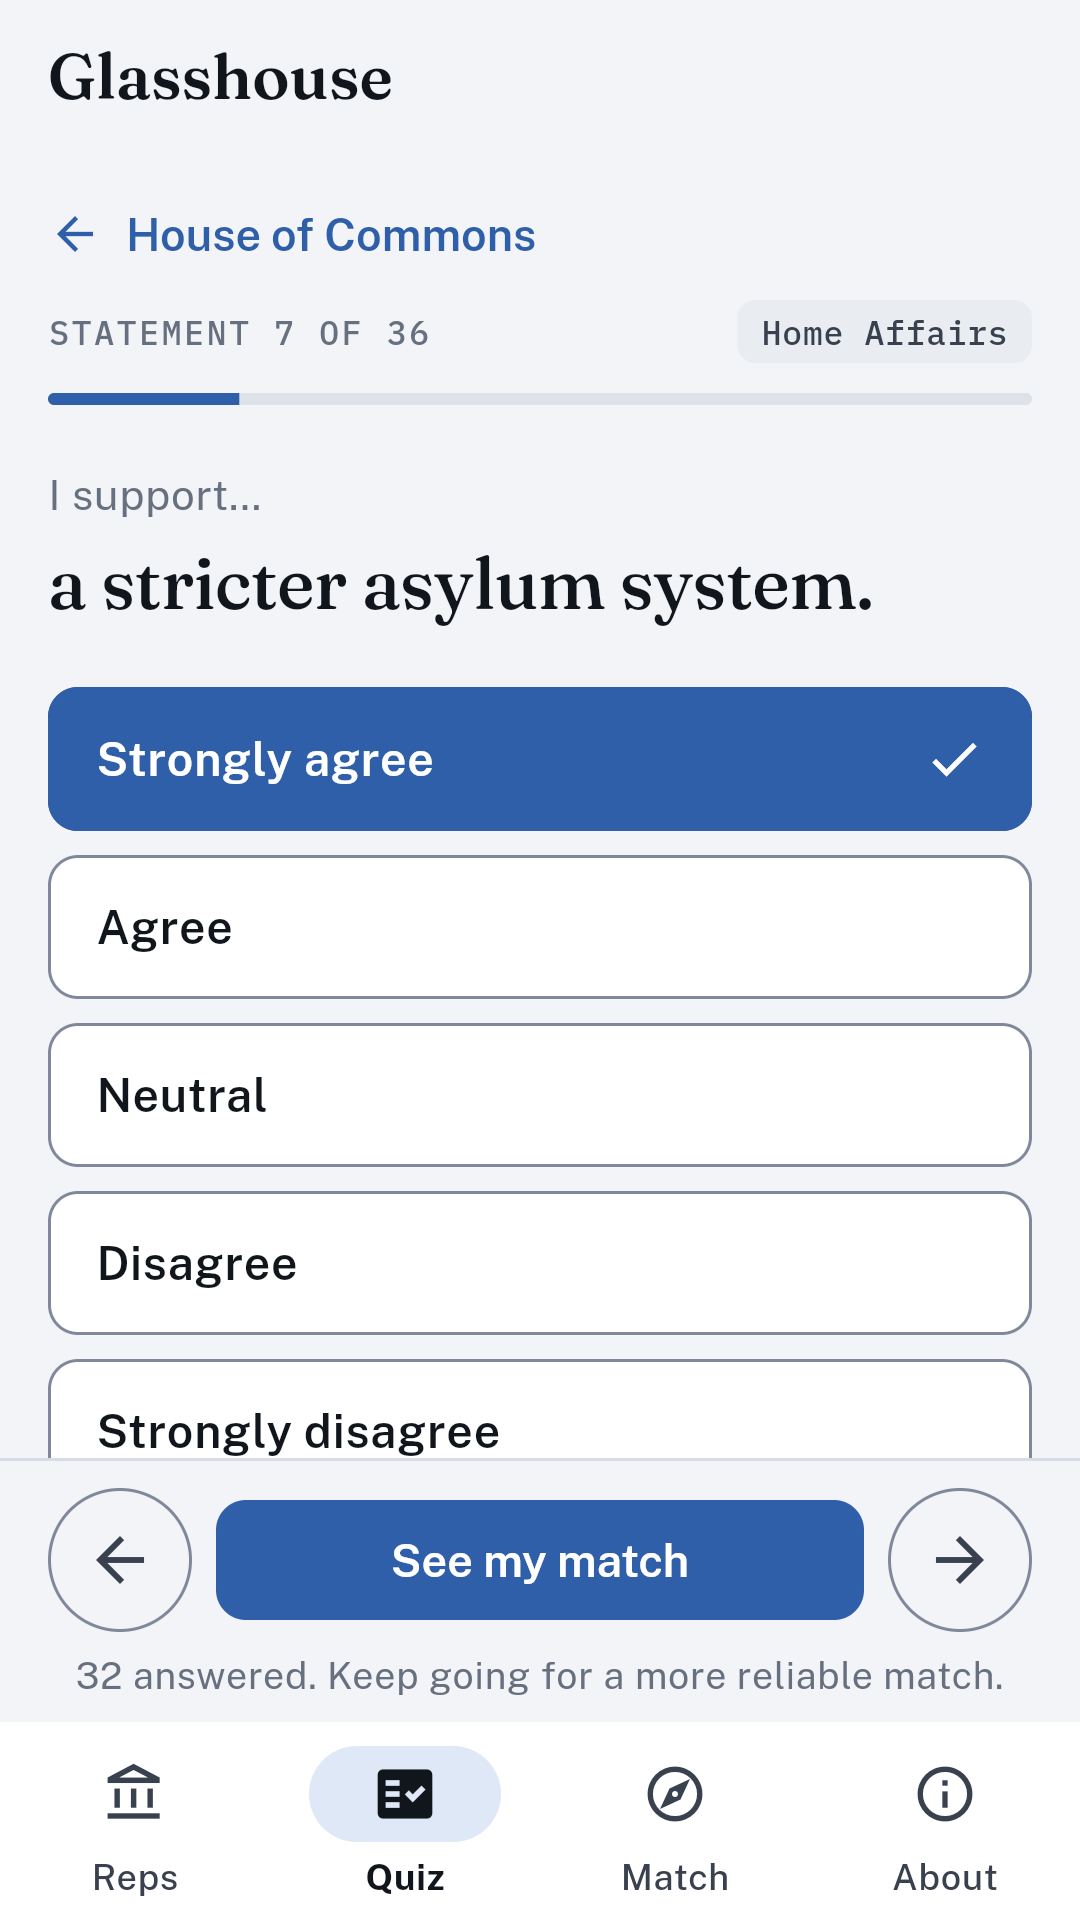 Glasshouse
House of Commons
STATEMENT 7 OF 36
Home Affairs
I support...
a stricter asylum system.
Strongly agree
Agree
Neutral
Disagree
Strongly disagree
See my match
32 answered. Keep going for a more reliable match.
Reps
Quiz
Match
About